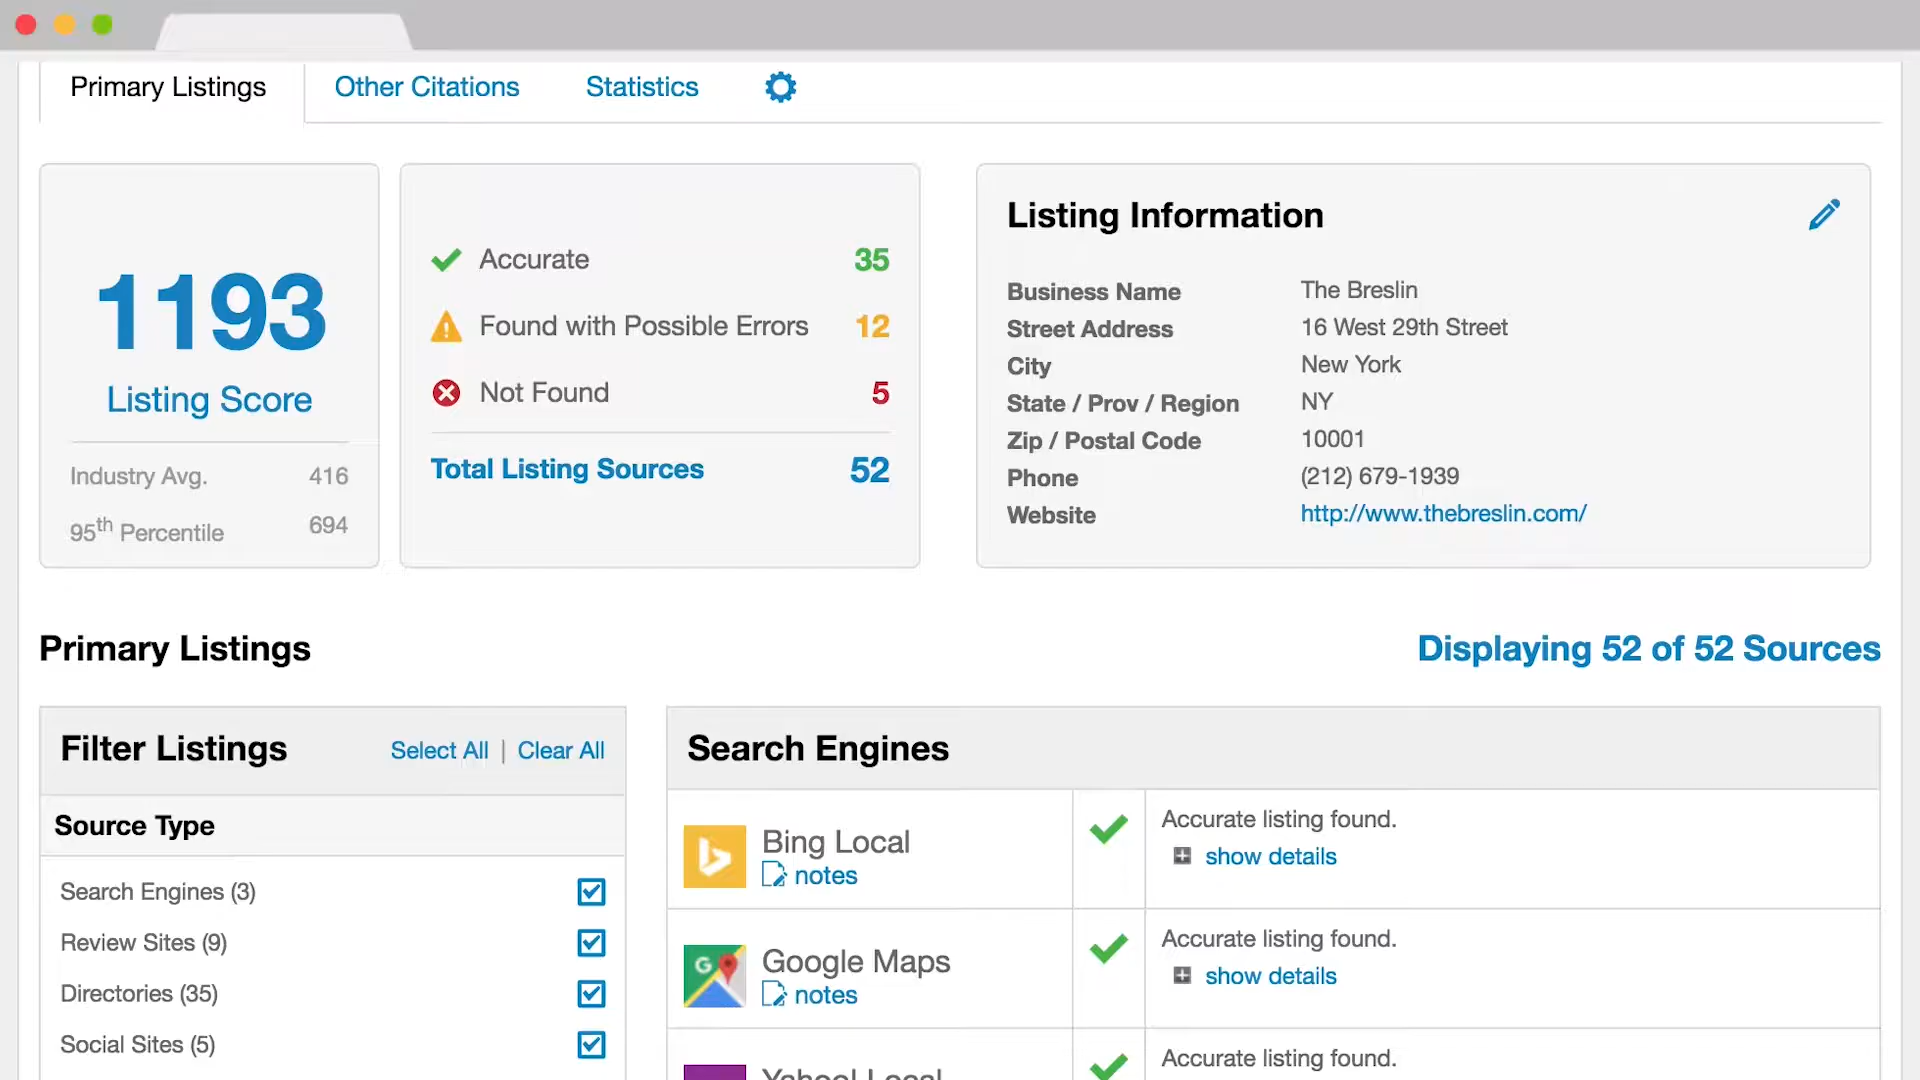 Primary Listings
Other Citations
Statistics
1193
Listing Score
Industry Avg. 416
95th Percentile 694
Accurate 35
Found with Possible Errors 12
Not Found 5
Total Listing Sources 52
Listing Information
Business Name The Breslin
Street Address 16 West 29th Street
City New York
State / Prov / Region NY
Zip / Postal Code 10001
Phone (212) 679-1939
Website http://www.thebreslin.com/
Primary Listings
Displaying 52 of 52 Sources
Filter Listings
Select All | Clear All
Source Type
Search Engines (3)
Review Sites (9)
Directories (35)
Social Sites (5)
Search Engines
Bing Local
notes
Accurate listing found.
show details
G
Google Maps
notes
Accurate listing found.
show details
Yahoo! Local
Accurate listing found.